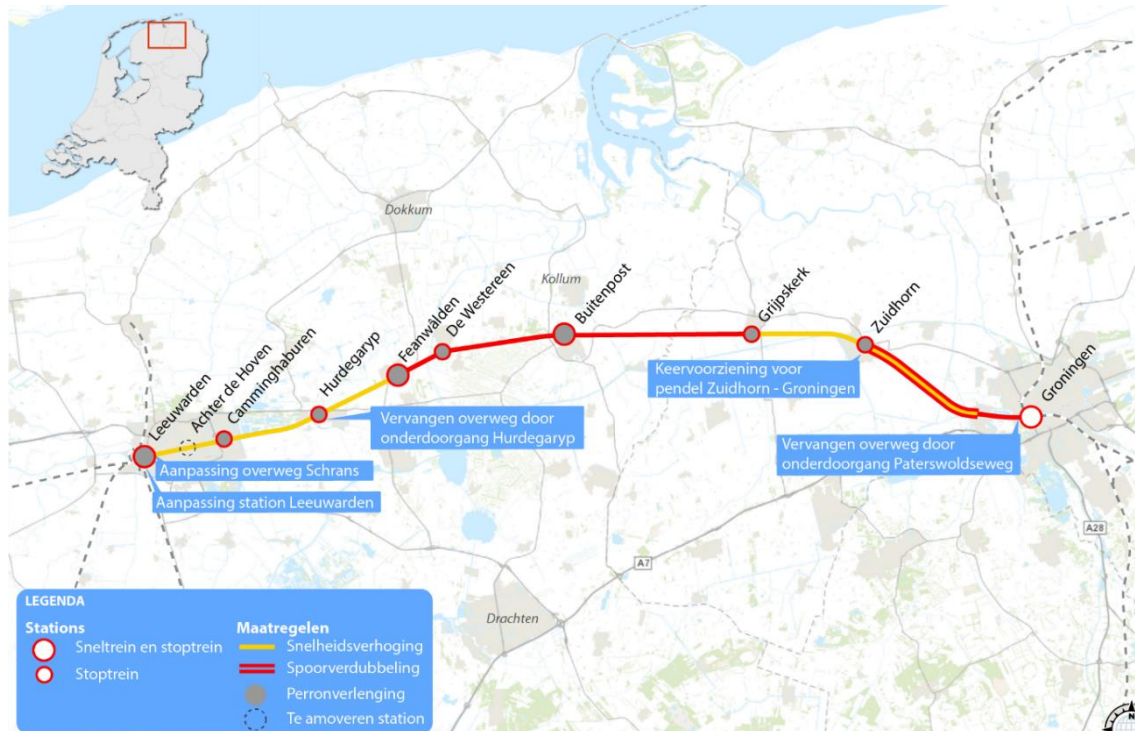 Dokkum
Kollum
Leeuwarden
Achter de Hoven
Camminghaburen
Hurdegaryp
Feanwâlden
De Westereen
Buitenpost
Grijpskerk
Zuidhorn
Groningen
Keervoorziening voor
pendel Zuidhorn - Groningen
Vervangen overweg door
onderdoorgang Hurdegaryp
Vervangen overweg door
onderdoorgang Paterswoldseweg
Aanpassing overweg Schrans
Aanpassing station Leeuwarden
A28
A7
Drachten
LEGENDA
Stations
Sneltrein en stoptrein
Stoptrein
Maatregelen
Snelheidsverhoging
Spoorverdubbeling
Perronverlenging
Te amoveren station
N